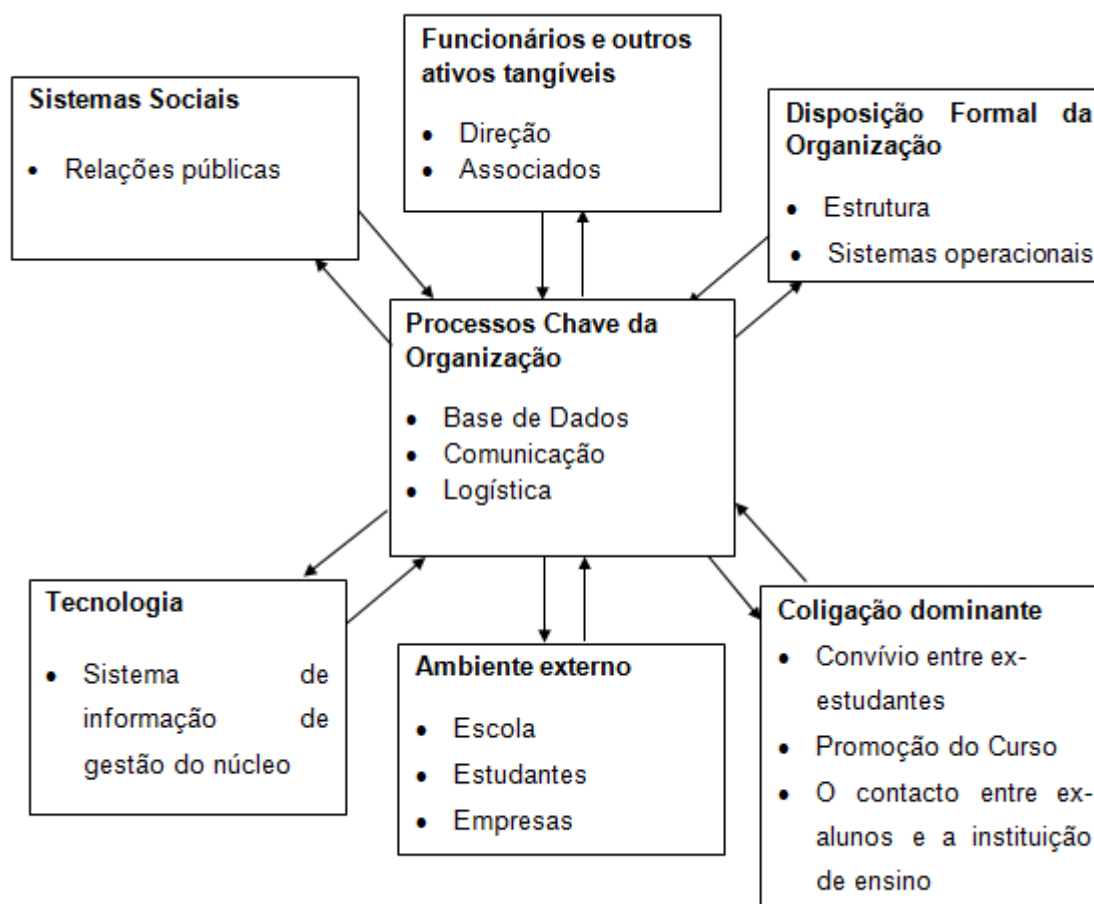 Funcionários e outros
ativos tangíveis
• Direção
• Associados
Sistemas Sociais
• Relações públicas
Disposição Formal da
Organização
• Estrutura
• Sistemas operacionais
Processos Chave da
Organização
• Base de Dados
• Comunicação
• Logística
Tecnologia
• Sistema de
informação de
gestão do núcleo
Ambiente externo
• Escola
• Estudantes
• Empresas
Coligação dominante
• Convívio entre ex-
estudantes
• Promoção do Curso
• O contacto entre ex-
alunos e a instituição
de ensino